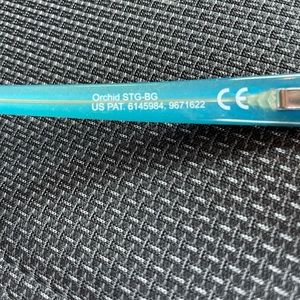 Orchid STG-BG
US PAT. 6145984, 9671622
CE